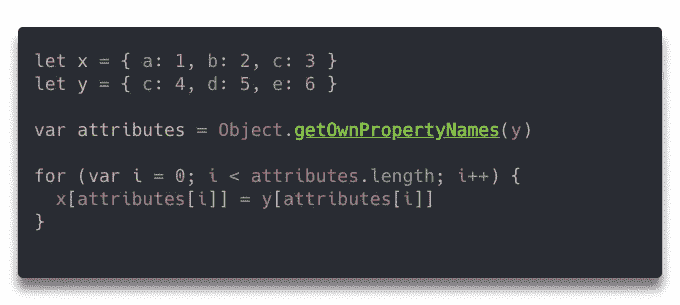 let x = { a: 1, b: 2, c: 3 }
let y = { c: 4, d: 5, e: 6 }
var attributes = Object.getOwnPropertyNames(y)
for (var i = 0; i < attributes.length; i++) {
  x[attributes[i]] = y[attributes[i]]
}